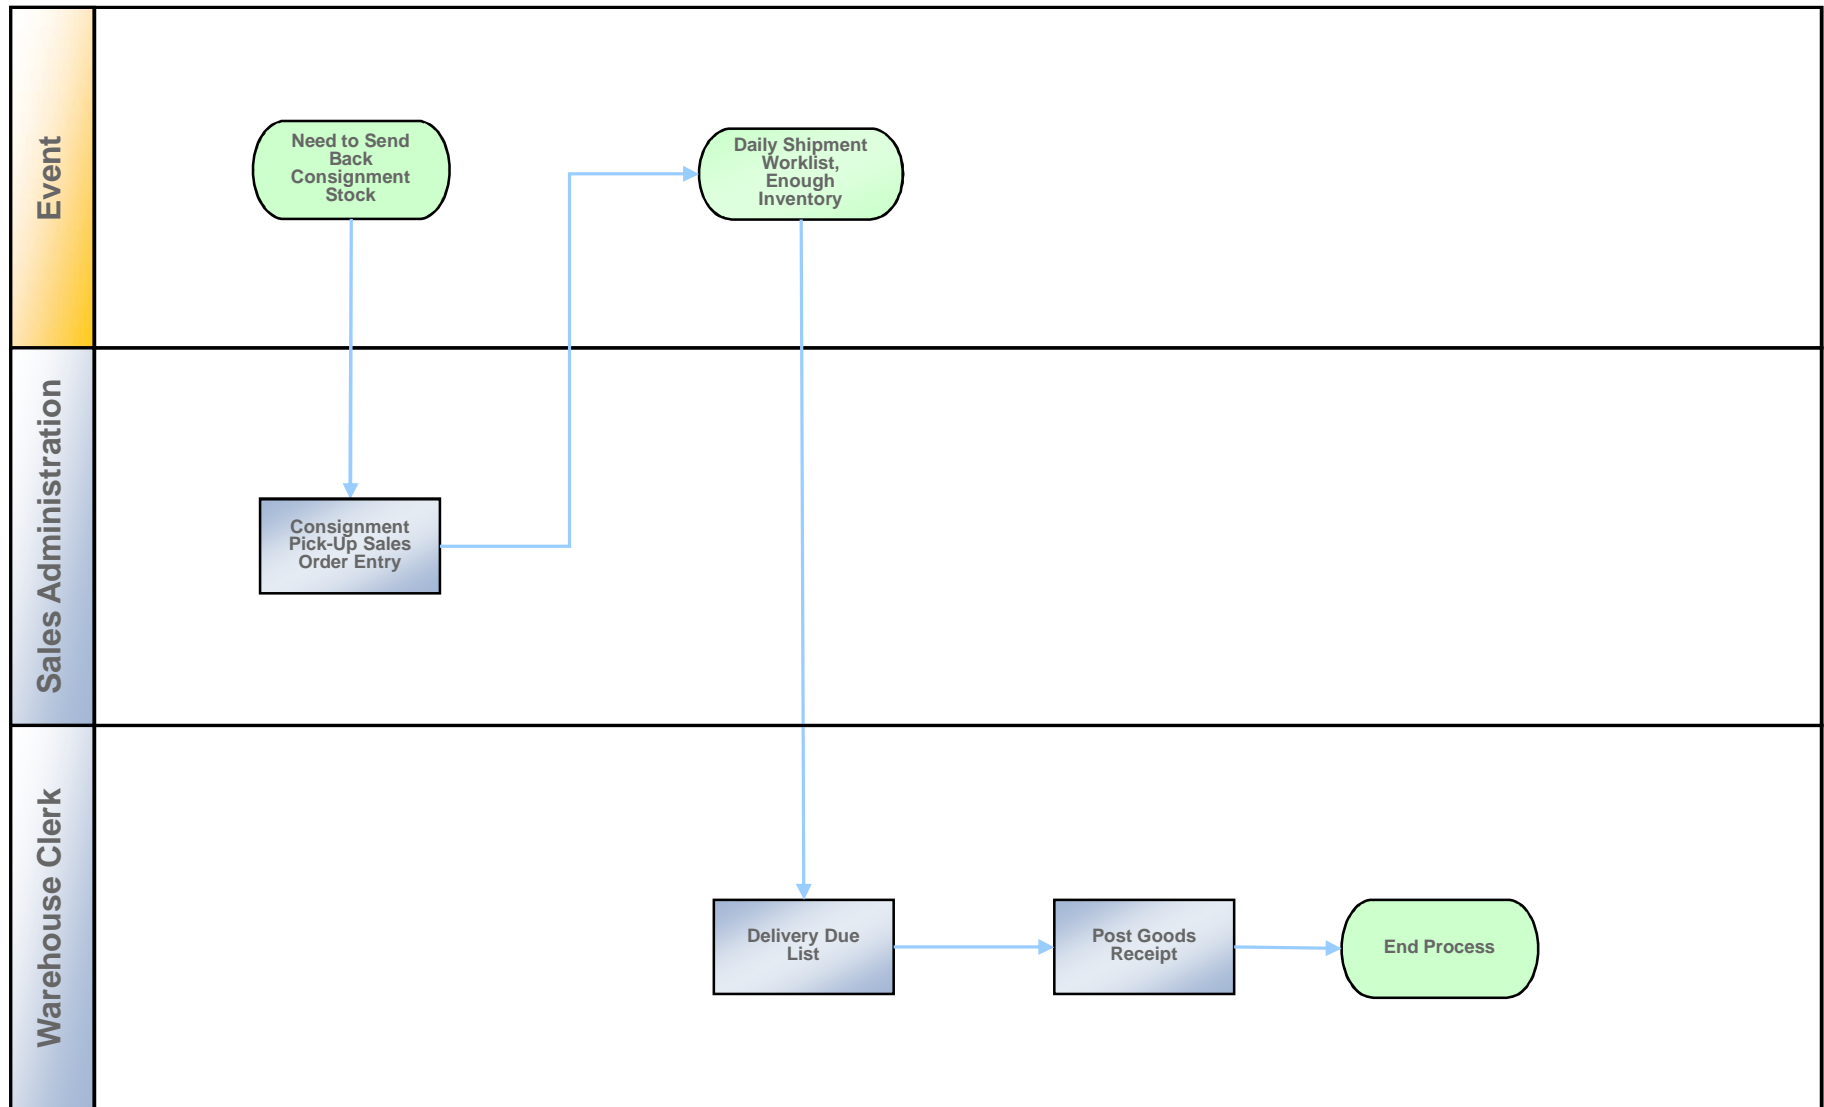 Event
Need to Send
Back
Consignment
Stock
Daily Shipment
Worklist,
Enough
Inventory
Sales Administration
Consignment
Pick-Up Sales
Order Entry
Warehouse Clerk
Delivery Due
List
Post Goods
Receipt
End Process